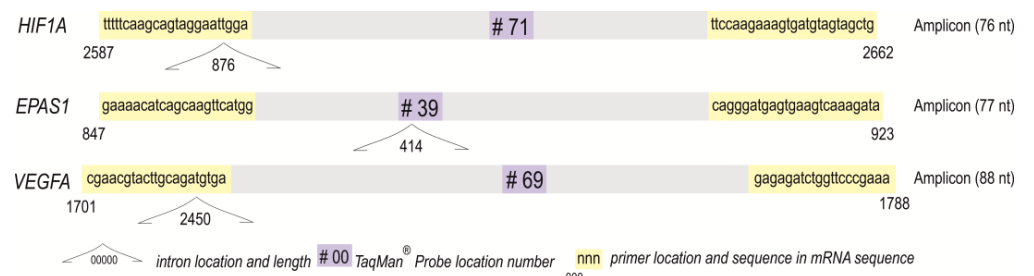 HIF1A tttttcaagcagtaggaattgga # 71 ttccaagaaagtgatgtagtagctg Amplicon (76 nt)
2587 876 2662
EPAS1 gaaaacatcagcaagttcatgg # 39 cagggatgagtgaagtcaaagata Amplicon (77 nt)
847 414 923
VEGFA cgaacgtacttgcagatgtga # 69 gagagatctggttcccgaaa Amplicon (88 nt)
1701 2450 1788
00000 intron location and length # 00 TaqMan® Probe location number nnn primer location and sequence in mRNA sequence